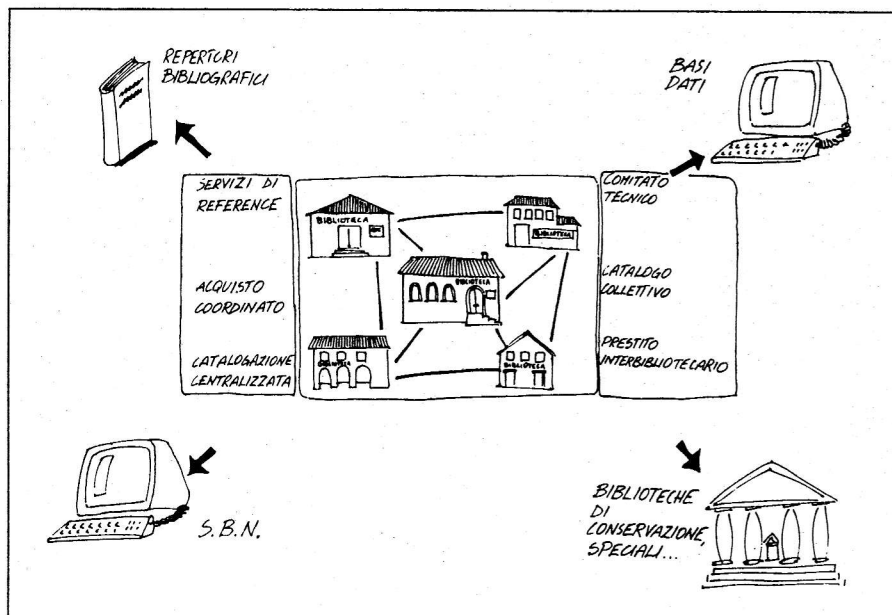 REPERTORI
BIBLIOGRAFICI
BASI
DATI
SERVIZI DI
REFERENCE
ACQUISTO
COORDINATO
CATALOGAZIONE
CENTRALIZZATA
BIBLIOTECA
BIBLIOTECA
BIBLIOTECA
BIBLIOTECA
BIBLIOTECA
COMITATO
TECNICO
CATALOGO
COLLETTIVO
PRESTITO
INTERBIBLIOTECARIO
S.B.N.
BIBLIOTECHE
DI
CONSERVAZIONE,
SPECIALI...